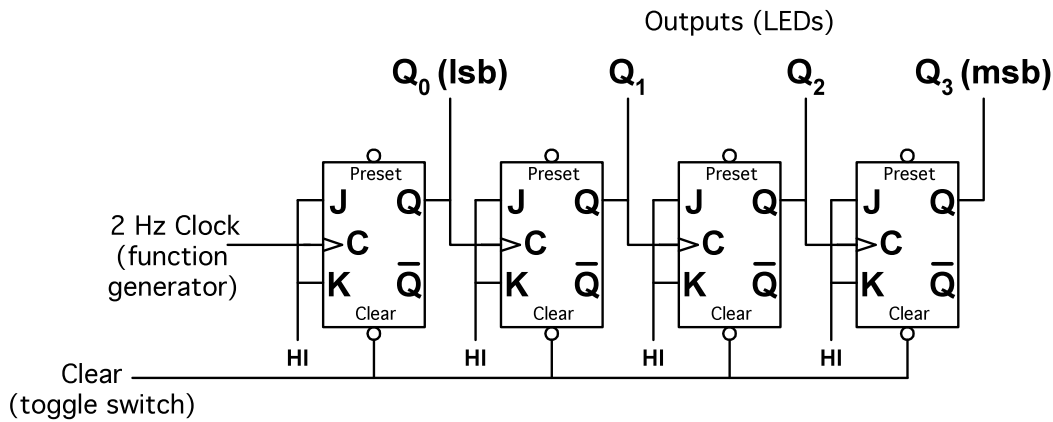 Outputs (LEDs)
Q0 (lsb)
Q1
Q2
Q3 (msb)
Preset
J
Q
C
K
Q̅
Clear
Preset
J
Q
C
K
Q̅
Clear
Preset
J
Q
C
K
Q̅
Clear
Preset
J
Q
C
K
Q̅
Clear
2 Hz Clock
(function
generator)
HI
HI
HI
HI
Clear
(toggle switch)